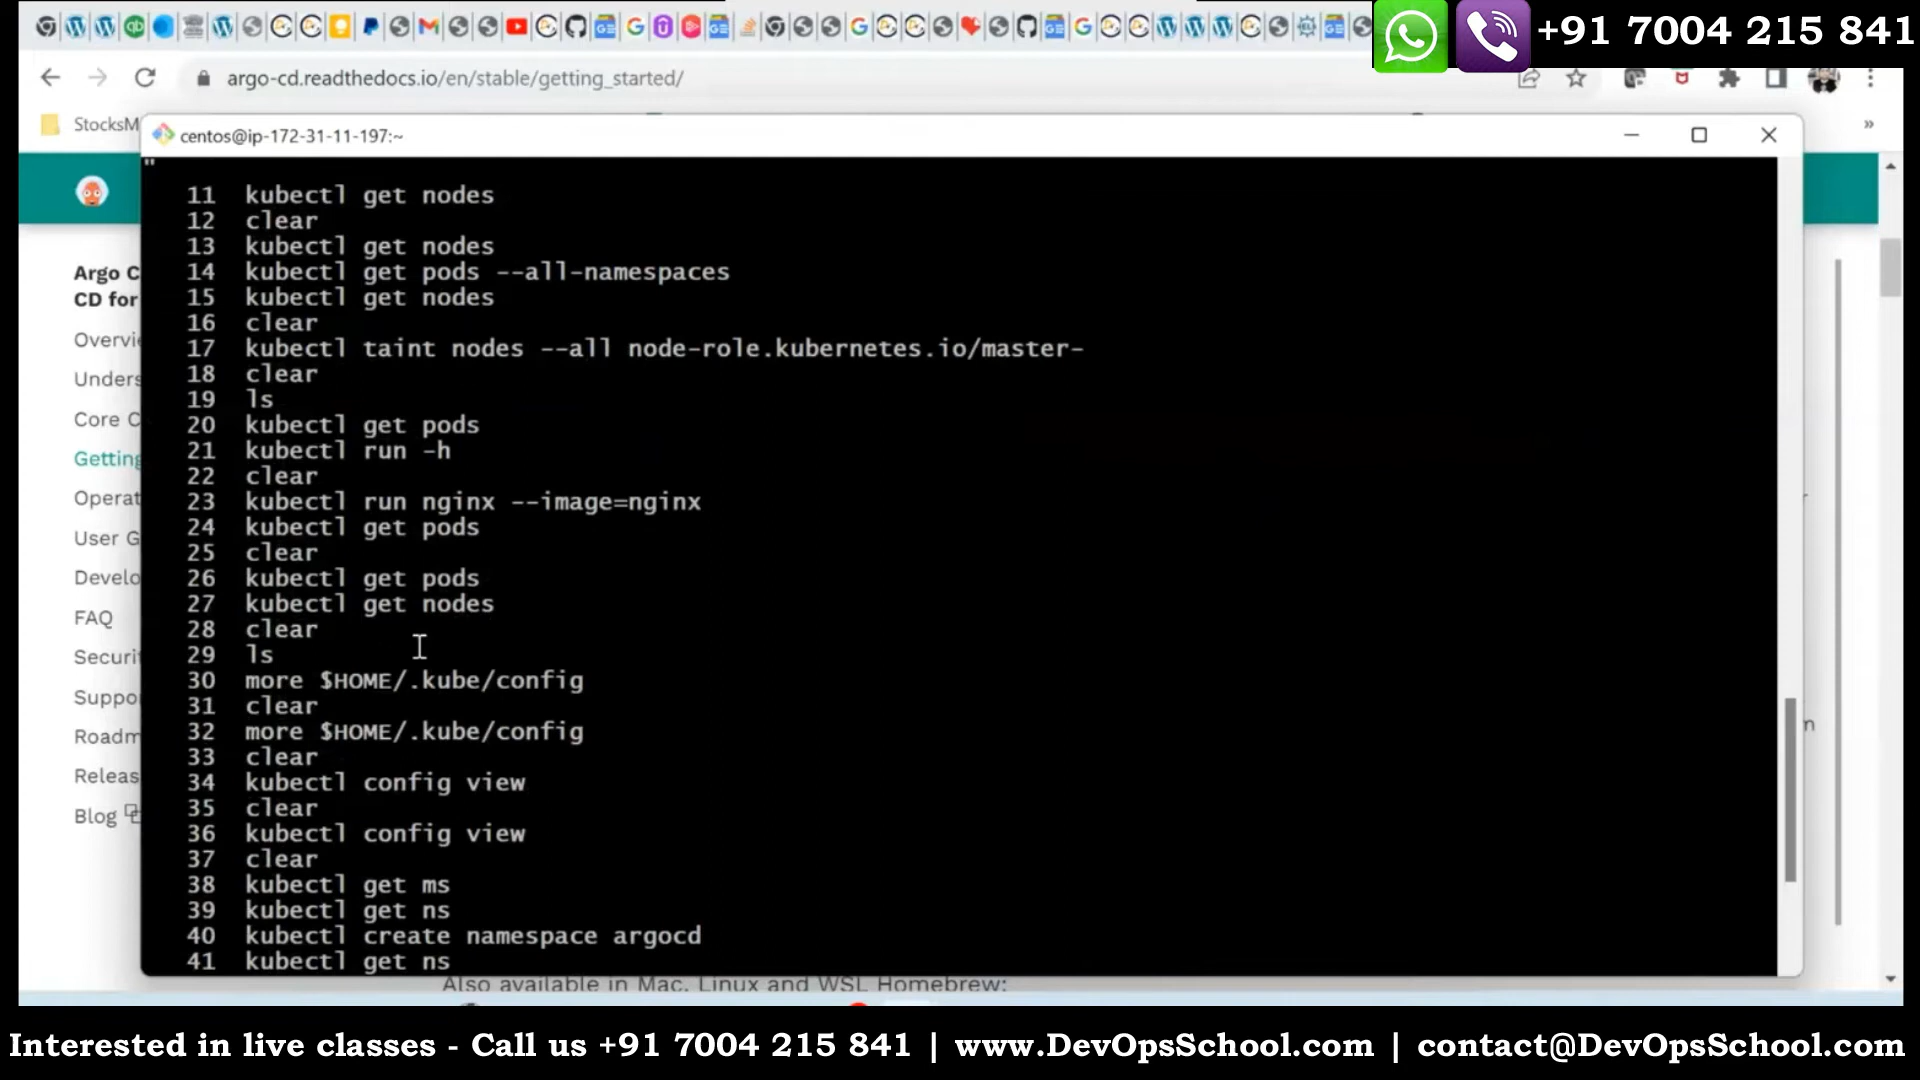 +91 7004 215 841
argo-cd.readthedocs.io/en/stable/getting_started/
StocksM
centos@ip-172-31-11-197:~
"
11 kubectl get nodes
12 clear
13 kubectl get nodes
14 kubectl get pods --all-namespaces
15 kubectl get nodes
16 clear
17 kubectl taint nodes --all node-role.kubernetes.io/master-
18 clear
19 ls
20 kubectl get pods
21 kubectl run -h
22 clear
23 kubectl run nginx --image=nginx
24 kubectl get pods
25 clear
26 kubectl get pods
27 kubectl get nodes
28 clear
29 ls
30 more $HOME/.kube/config
31 clear
32 more $HOME/.kube/config
33 clear
34 kubectl config view
35 clear
36 kubectl config view
37 clear
38 kubectl get ms
39 kubectl get ns
40 kubectl create namespace argocd
41 kubectl get ns
Argo C
CD for
Overvi
Unders
Core C
Getting
Operat
User G
Develo
FAQ
Securi
Suppo
Roadm
Releas
Blog
Also available in Mac, Linux and WSL Homebrew:
Interested in live classes - Call us +91 7004 215 841 | www.DevOpsSchool.com | contact@DevOpsSchool.com